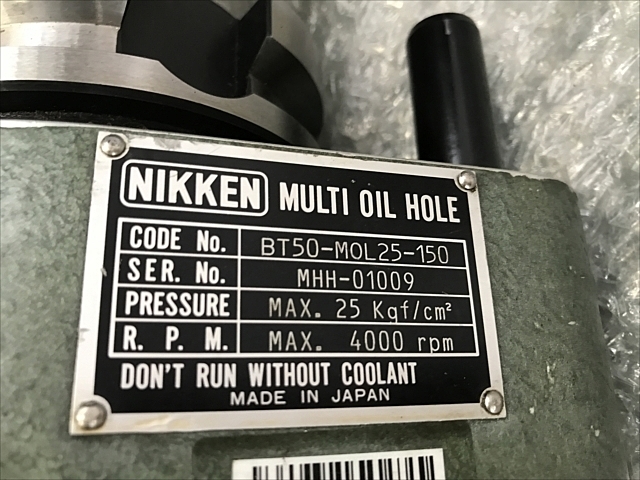 NIKKEN MULTI OIL HOLE
CODE No. BT50-MOL25-150
SER. No. MHH-01009
PRESSURE MAX. 25 Kgf/cm²
R. P. M. MAX. 4000 rpm
DON'T RUN WITHOUT COOLANT
MADE IN JAPAN